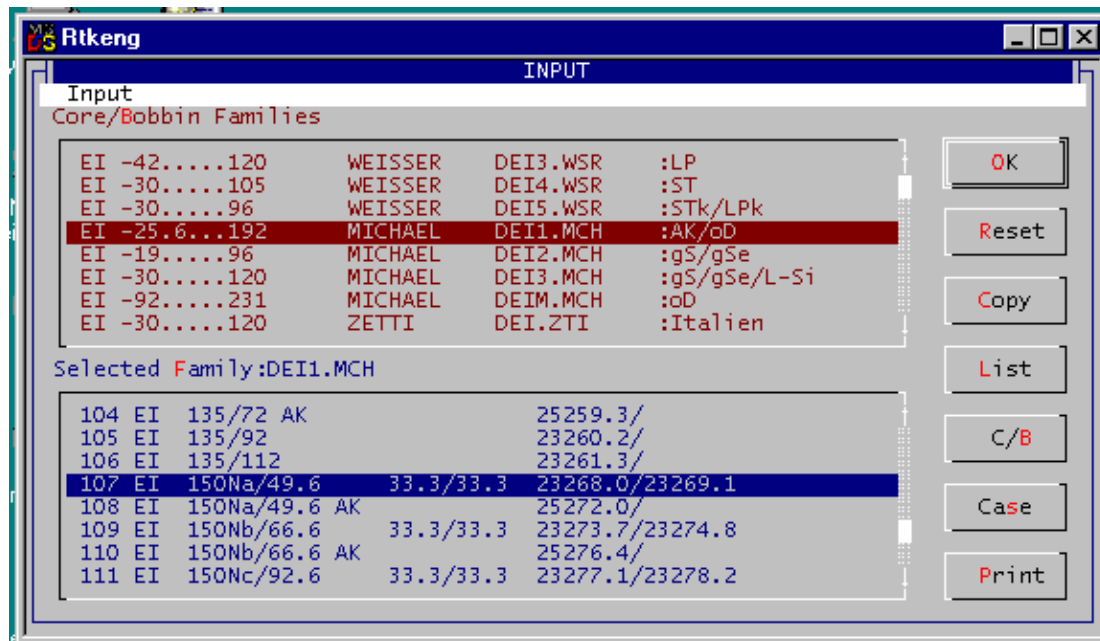 Rtkeng
INPUT
Input
Core/Bobbin Families
EI -42.....120 WEISSER DEI3.WSR :LP
EI -30.....105 WEISSER DEI4.WSR :ST
EI -30.....96 WEISSER DEI5.WSR :STk/LPk
EI -25.6...192 MICHAEL DEI1.MCH :AK/oD
EI -19.....96 MICHAEL DEI2.MCH :gS/gSe
EI -30.....120 MICHAEL DEI3.MCH :gS/gSe/L-Si
EI -92.....231 MICHAEL DEIM.MCH :oD
EI -30.....120 ZETTI DEI.ZTI :Italien
Selected Family:DEI1.MCH
104 EI 135/72 AK 25259.3/
105 EI 135/92 23260.2/
106 EI 135/112 23261.3/
107 EI 150Na/49.6 33.3/33.3 23268.0/23269.1
108 EI 150Na/49.6 AK 25272.0/
109 EI 150Nb/66.6 33.3/33.3 23273.7/23274.8
110 EI 150Nb/66.6 AK 25276.4/
111 EI 150Nc/92.6 33.3/33.3 23277.1/23278.2
OK
Reset
Copy
List
C/B
Case
Print